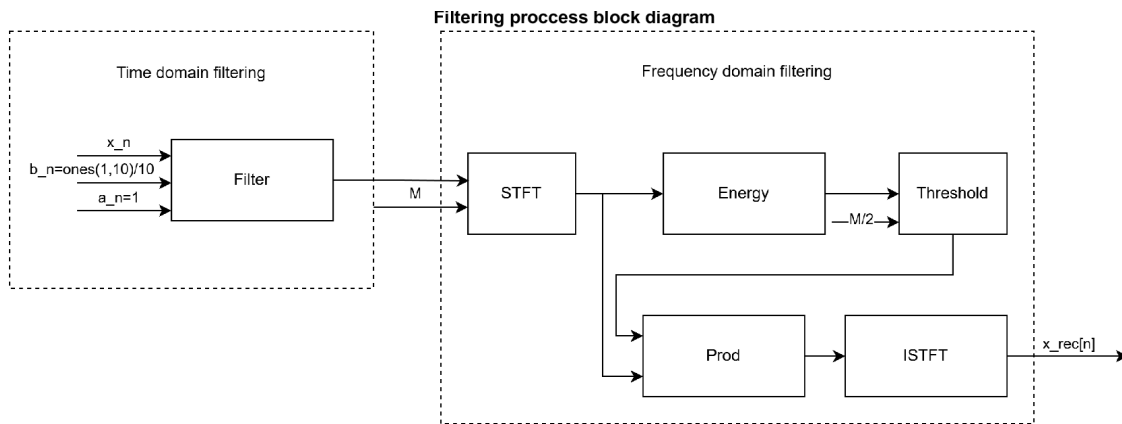 Filtering proccess block diagram
Time domain filtering
Frequency domain filtering
x_n
b_n=ones(1,10)/10
a_n=1
Filter
M
STFT
Energy
M/2
Threshold
Prod
ISTFT
x_rec[n]